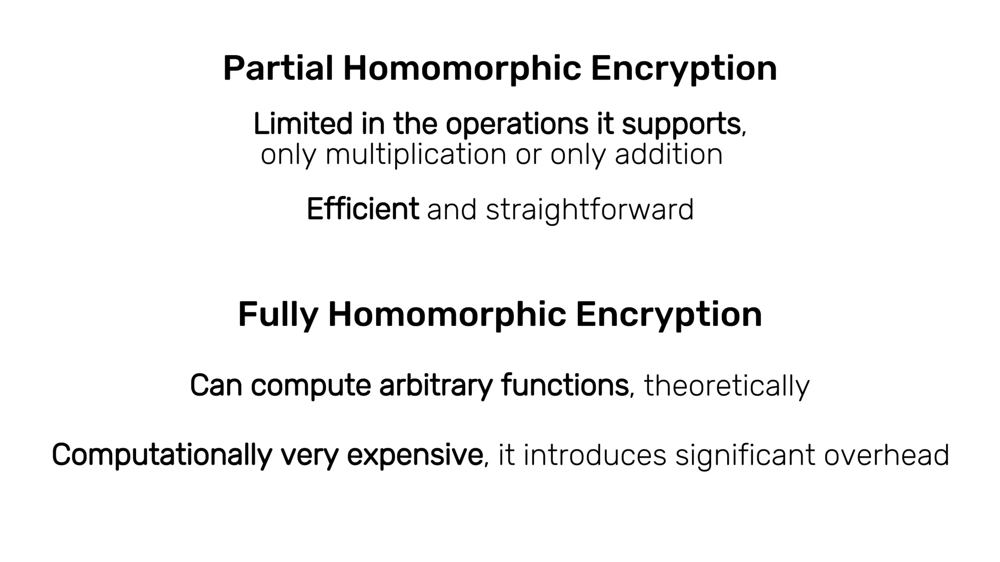 Partial Homomorphic Encryption
Limited in the operations it supports,
only multiplication or only addition
Efficient and straightforward
Fully Homomorphic Encryption
Can compute arbitrary functions, theoretically
Computationally very expensive, it introduces significant overhead